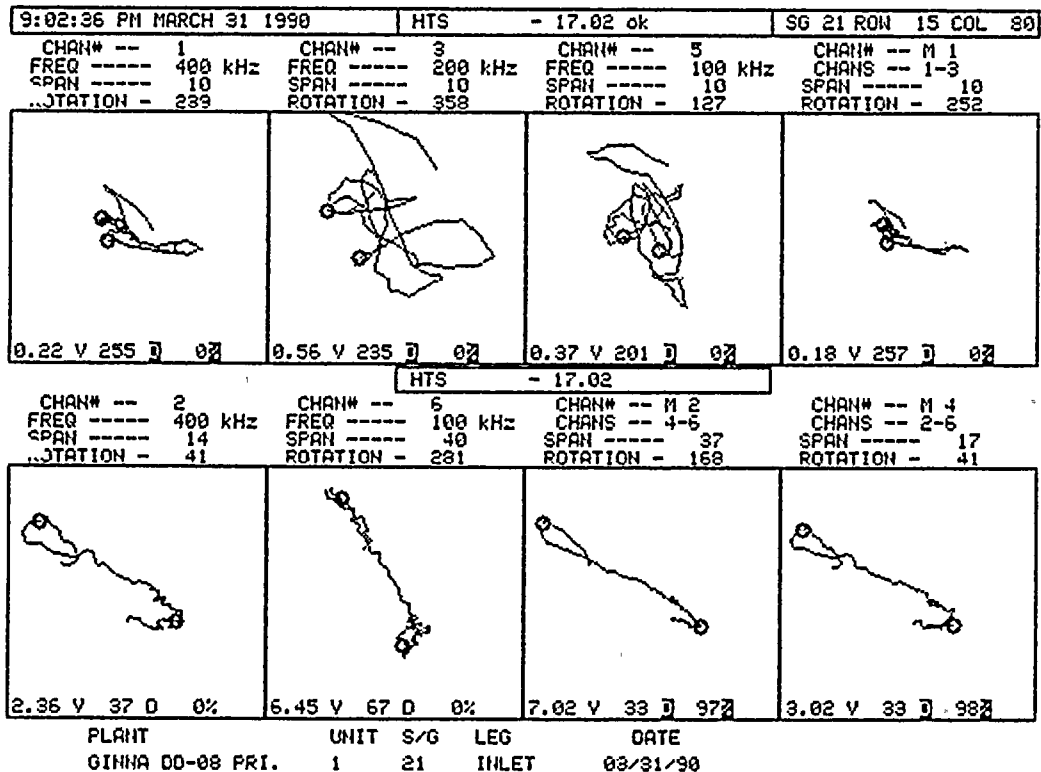 9:02:36 PM MARCH 31 1990 HTS - 17.02 ok SG 21 ROW 15 COL 80
CHAN# -- 1 CHAN# -- 3 CHAN# -- 5 CHAN# -- M 1
FREQ ----- 400 kHz FREQ ----- 200 kHz FREQ ----- 100 kHz CHANS -- 1-3
SPAN ----- 10 SPAN ----- 10 SPAN ----- 10 SPAN ----- 10
OTATION - 239 ROTATION - 358 ROTATION - 127 ROTATION - 252
0.22 V 255 D 0% 0.56 V 235 D 0% 0.37 V 201 D 0% 0.18 V 257 D 0%
HTS - 17.02
CHAN# -- 2 CHAN# -- 6 CHAN# -- M 2 CHAN# -- M 4
FREQ ----- 400 kHz FREQ ----- 100 kHz CHANS -- 4-6 CHANS -- 2-6
SPAN ----- 14 SPAN ----- 40 SPAN ----- 37 SPAN ----- 17
OTATION - 41 ROTATION - 281 ROTATION - 168 ROTATION - 41
2.36 V 37 D 0% 6.45 V 67 D 0% 7.02 V 33 D 97% 3.02 V 33 D 98%
PLANT UNIT S/G LEG DATE
GINNA DD-08 PRI. 1 21 INLET 03/31/90